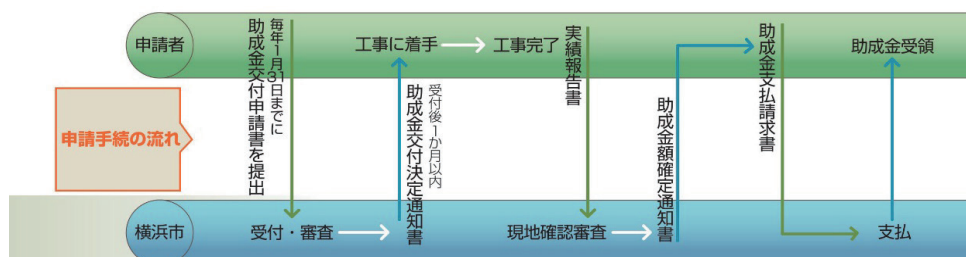 申請手続の流れ
申請者
毎年1月31日までに
助成金交付申請書を提出
工事に着手
工事完了
実績報告書
助成金支払請求書
助成金受領
受付後1か月以内
助成金交付決定通知書
助成金額確定通知書
横浜市
受付・審査
現地確認審査
支払